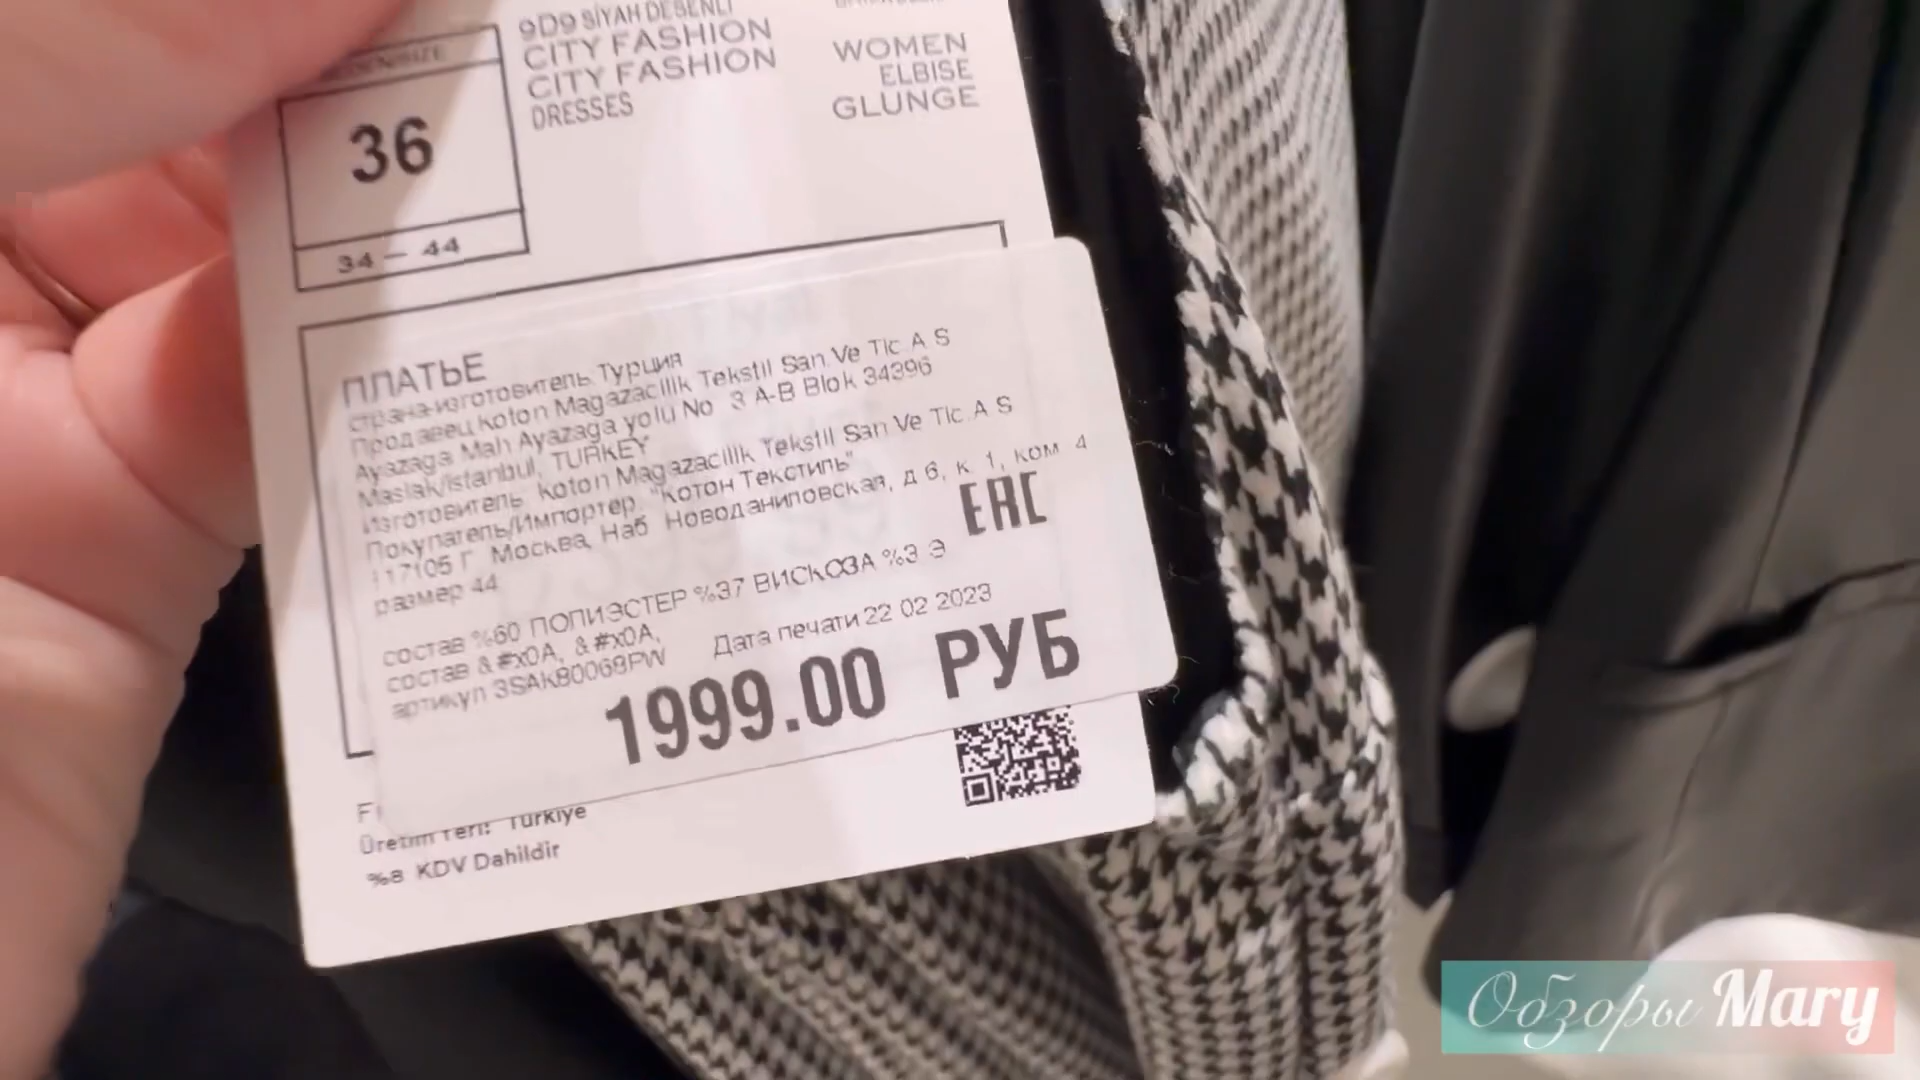 9D9 SİYAH DESENLİ
CITY FASHION
CITY FASHION
DRESSES
WOMEN
ELBISE
GLUNGE
36
34 - 44
ПЛАТЬЕ
страна-изготовитель Турция
Продавец Koton Magazacilik Tekstil San. Ve Tic. A S
Ayazaga Mah Ayazaga yolu No 3 A-B Blok 34396
Maslak/istanbul, TURKEY
Изготовитель Koton Magazacilik Tekstil San Ve Tic. A S
Покупатель/Импортер: "Котон Текстиль"
117105 Г. Москва, Наб Новоданиловская, д 6, к. 1, ком 4
размер 44
EAC
состав %60 ПОЛИЭСТЕР %37 ВИСКОЗА %3 Э
состав &#x0A, &#x0A,
артикул 3SAK80069PW
Дата печати 22 02 2023
1999.00 РУБ
Üretim Yeri: Türkiye
%8 KDV Dahildir
Обзоры Mary